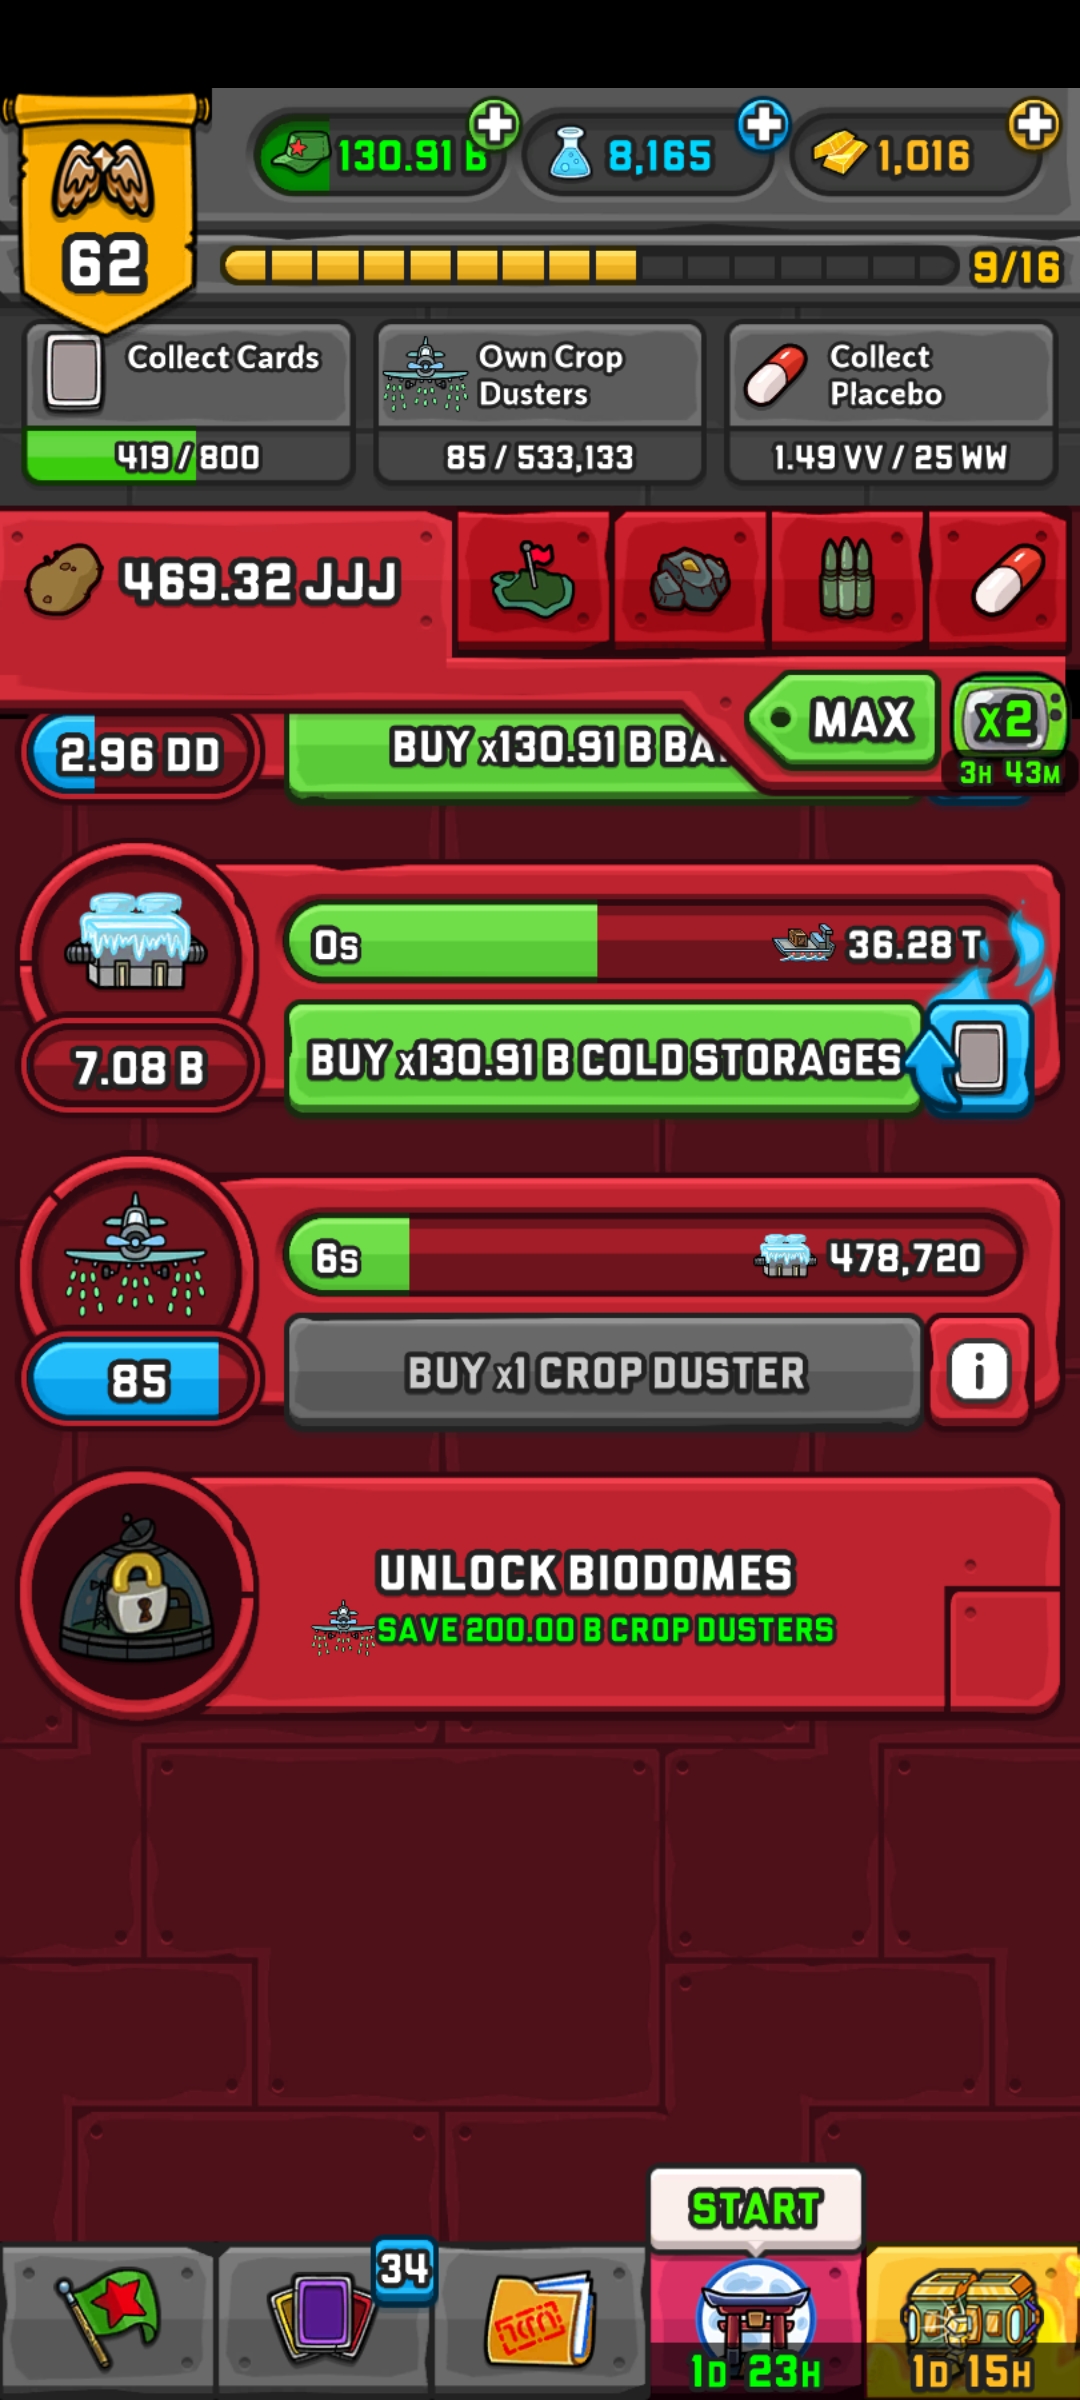 62
130.91 B
8,165
1,016
9/16
Collect Cards
419 / 800
Own Crop
Dusters
85 / 533,133
Collect
Placebo
1.49 VV / 25 WW
469.32 JJJ
MAX
x2
3H 43M
2.96 DD
BUY x130.91 B BA
0s
36.28 T
7.08 B
BUY x130.91 B COLD STORAGES
6s
478,720
85
BUY x1 CROP DUSTER
i
UNLOCK BIODOMES
SAVE 200.00 B CROP DUSTERS
START
34
1D 23H
1D 15H